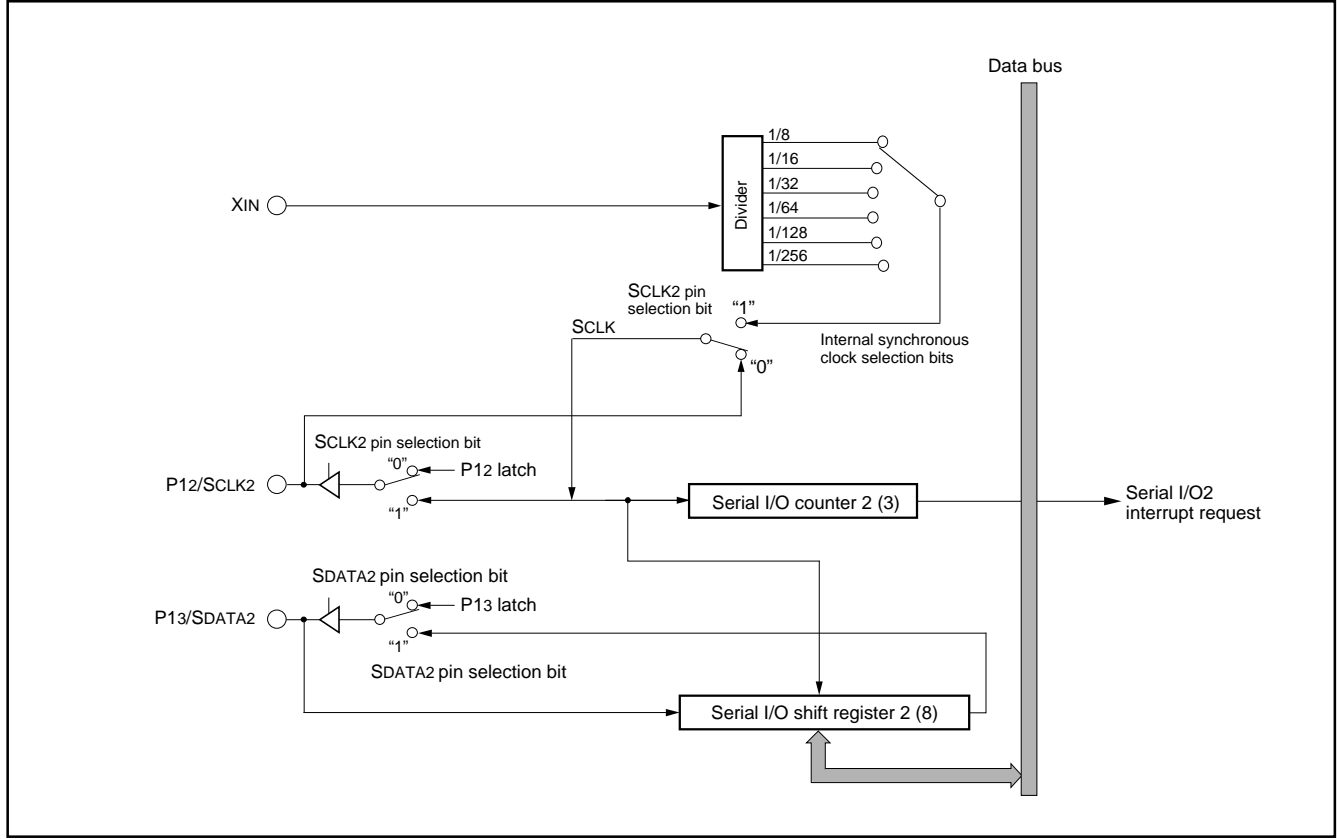 Data bus
1/8
1/16
1/32
1/64
1/128
1/256
Divider
XIN
SCLK2 pin
selection bit
"1"
SCLK
Internal synchronous
clock selection bits
"0"
SCLK2 pin selection bit
"0"
P12 latch
P12/SCLK2
"1"
Serial I/O counter 2 (3)
Serial I/O2
interrupt request
SDATA2 pin selection bit
"0"
P13 latch
P13/SDATA2
"1"
SDATA2 pin selection bit
Serial I/O shift register 2 (8)